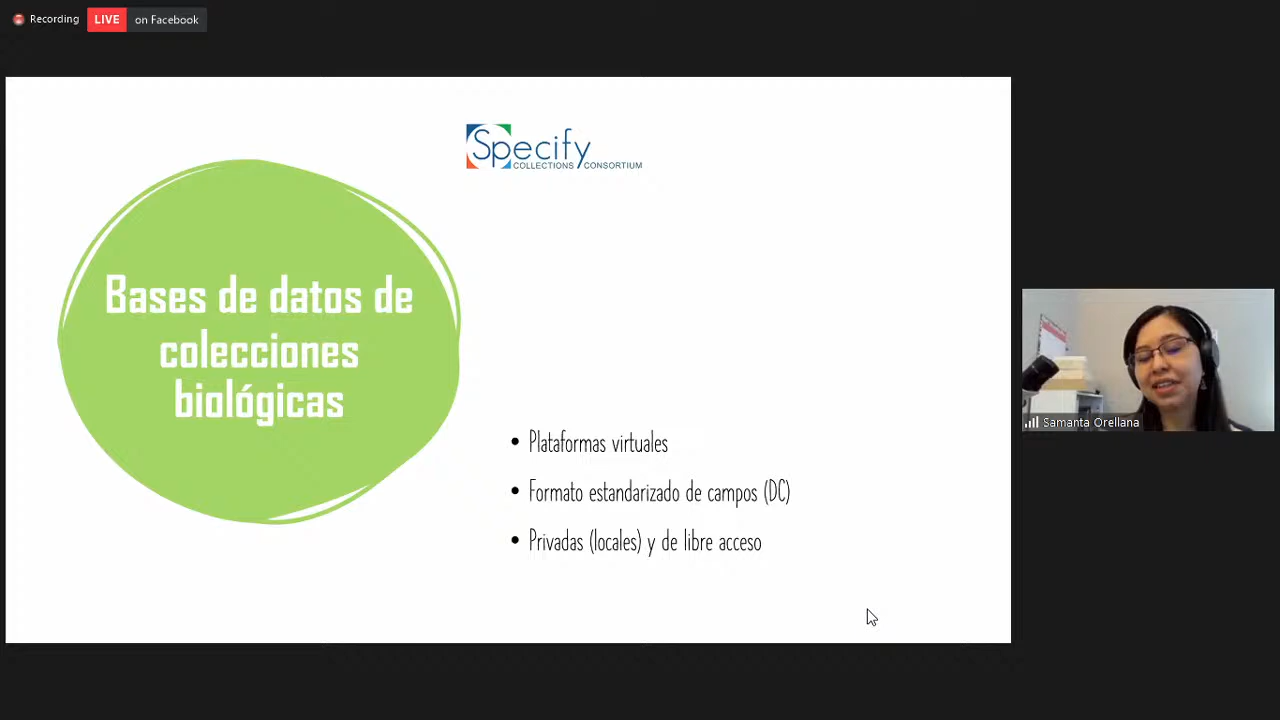 Recording
LIVE on Facebook
Specify
COLLECTIONS CONSORTIUM
Bases de datos de
colecciones
biológicas
• Plataformas virtuales
• Formato estandarizado de campos (DC)
• Privadas (locales) y de libre acceso
Samanta Orellana